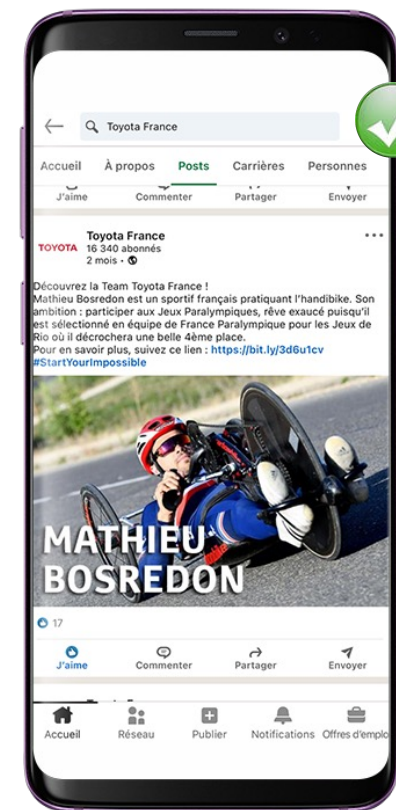 Toyota France
Accueil À propos Posts Carrières Personnes
J'aime Commenter Partager Envoyer
TOYOTA
Toyota France
16 340 abonnés
2 mois •
Découvrez la Team Toyota France !
Mathieu Bosredon est un sportif français pratiquant l'handibike. Son
ambition : participer aux Jeux Paralympiques, rêve exaucé puisqu'il
est sélectionné en équipe de France Paralympique pour les Jeux de
Rio où il décrochera une belle 4ème place.
Pour en savoir plus, suivez ce lien : https://bit.ly/3d6u1cv
#StartYourImpossible
MATHIEU
BOSREDON
17
J'aime Commenter Partager Envoyer
Accueil Réseau Publier Notifications Offres d'emplo